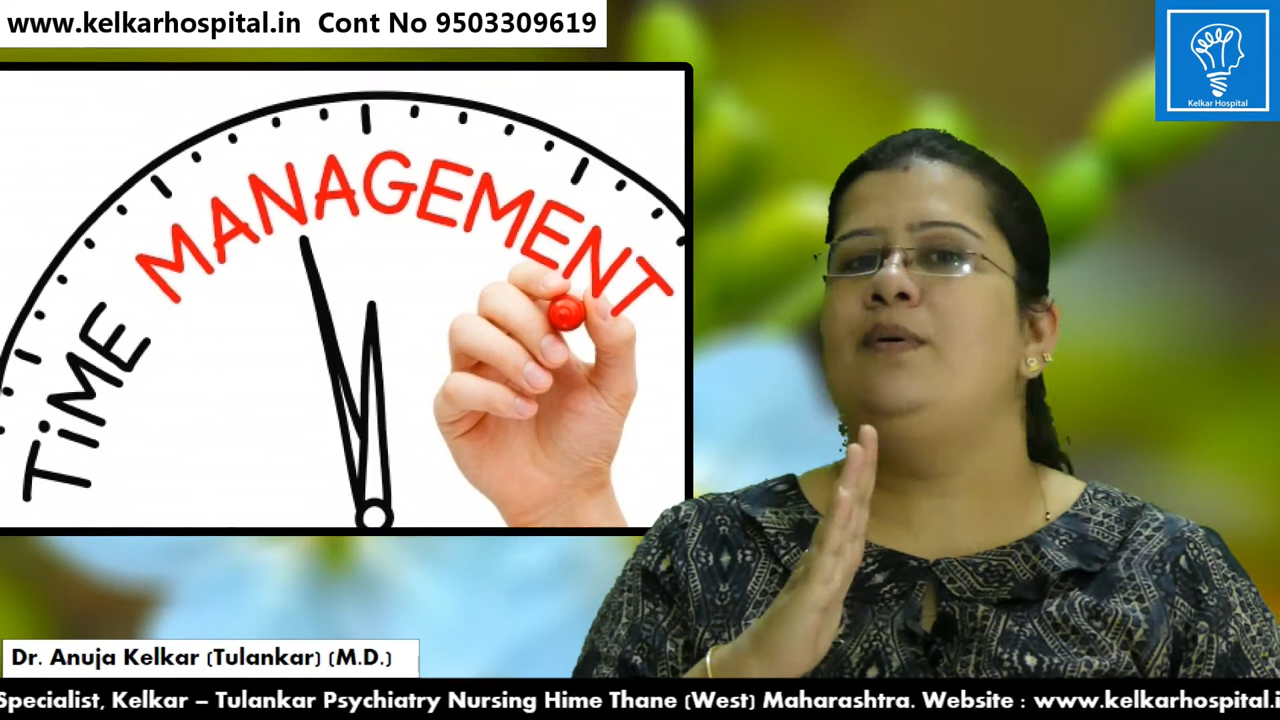 www.kelkarhospital.in Cont No 9503309619
Kelkar Hospital
TiME MANAGEMENT
Dr. Anuja Kelkar (Tulankar) (M.D.)
Specialist, Kelkar – Tulankar Psychiatry Nursing Hime Thane (West) Maharashtra. Website : www.kelkarhospital.i